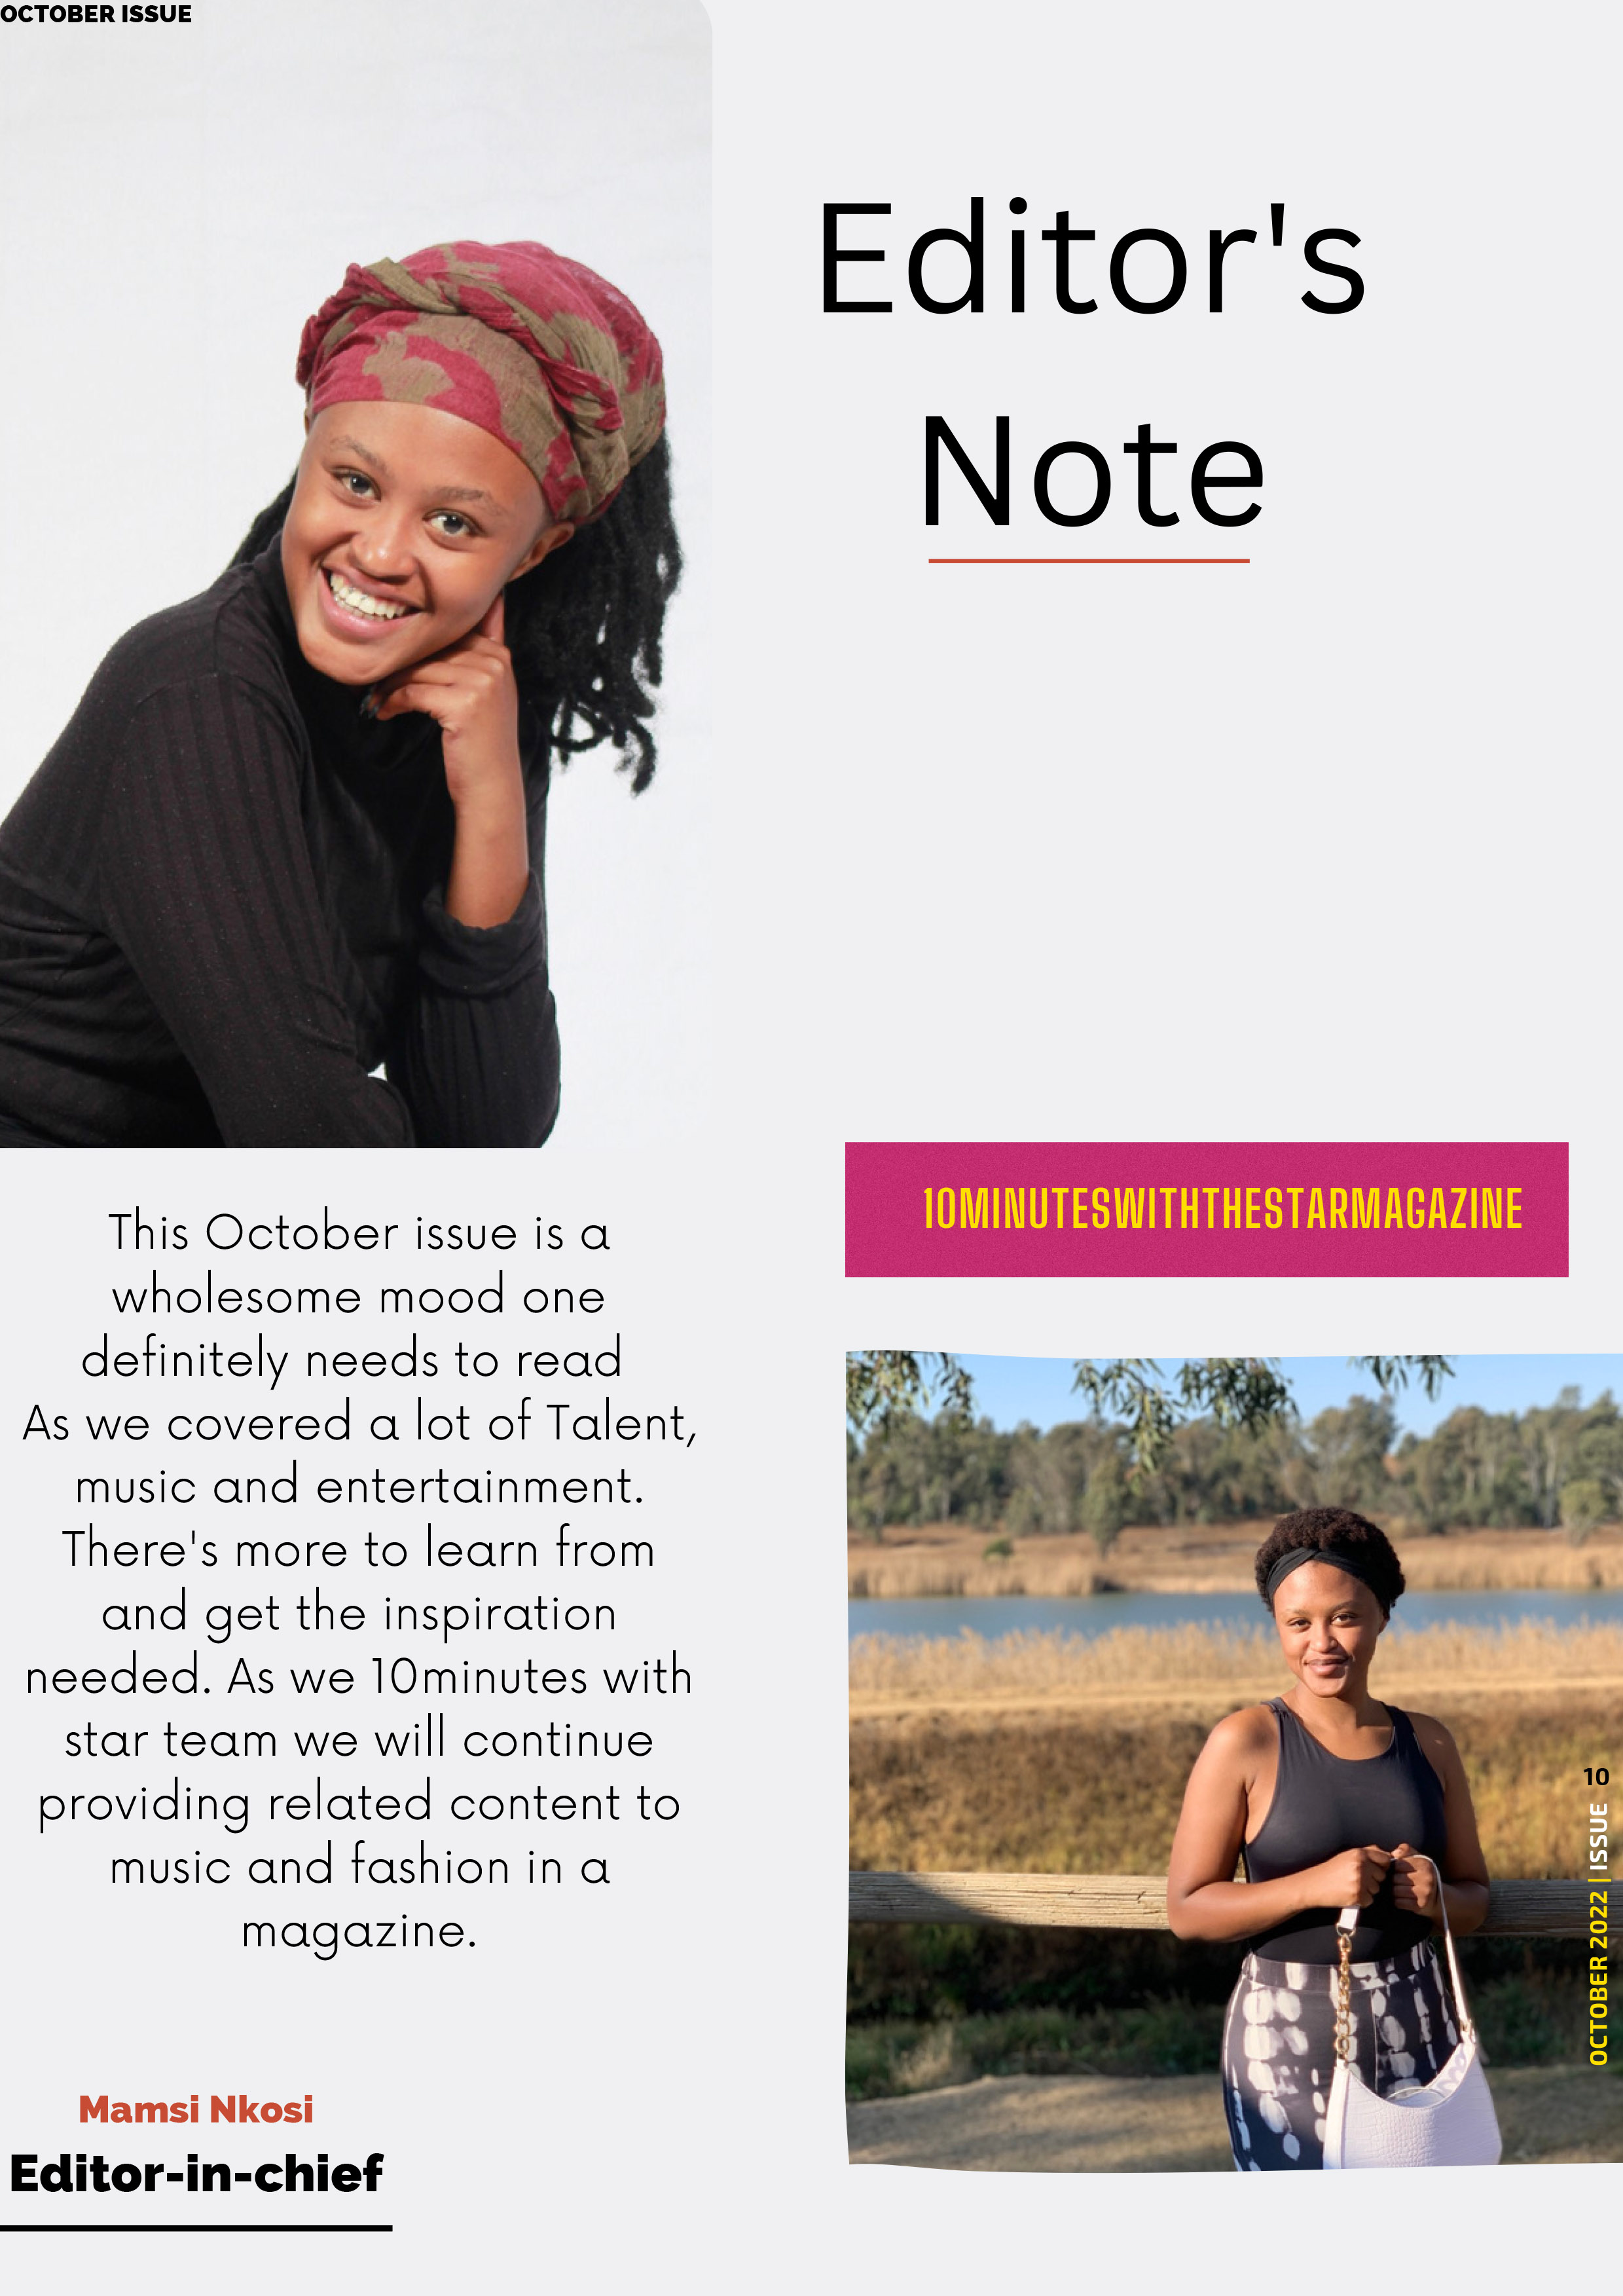 OCTOBER ISSUE
Editor's
Note
This October issue is a
wholesome mood one
definitely needs to read
As we covered a lot of Talent,
music and entertainment.
There's more to learn from
and get the inspiration
needed. As we 10minutes with
star team we will continue
providing related content to
music and fashion in a
magazine.
Mamsi Nkosi
Editor-in-chief
10MINUTESWITHTHESTARMAGAZINE
10
OCTOBER 2022 | ISSUE